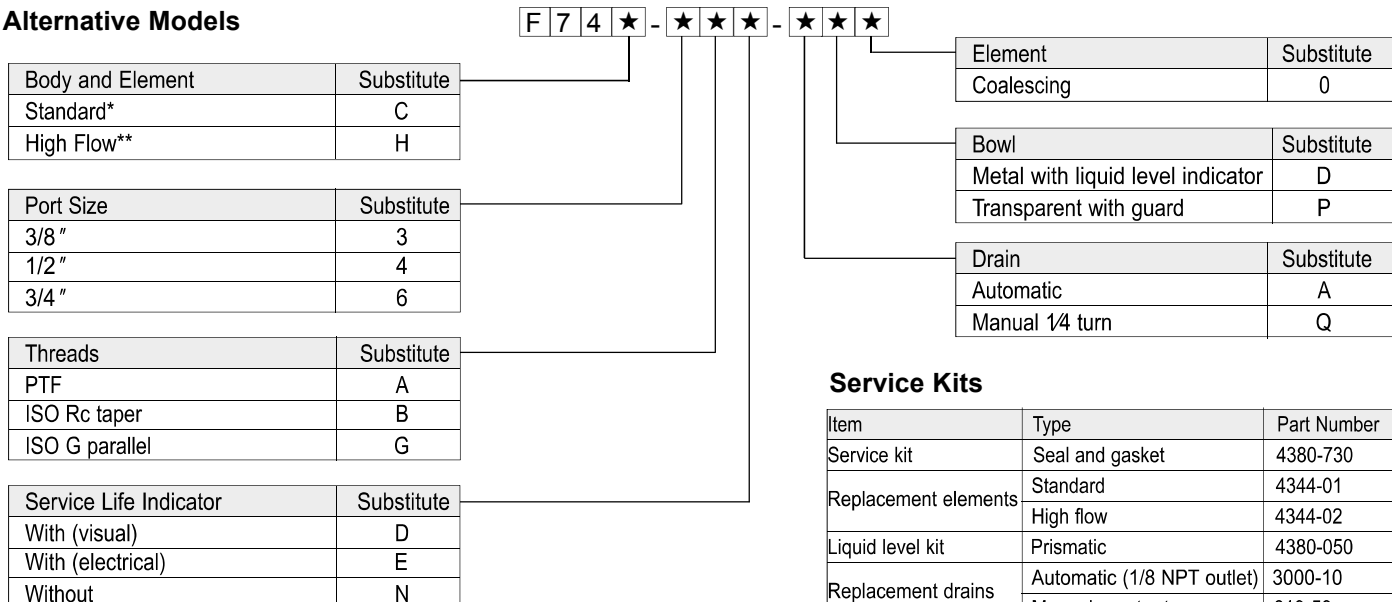 Alternative Models
F 7 4 ★ - ★ ★ ★ - ★ ★ ★
Body and Element Substitute
Standard* C
High Flow** H
Port Size Substitute
3/8 ″ 3
1/2 ″ 4
3/4 ″ 6
Threads Substitute
PTF A
ISO Rc taper B
ISO G parallel G
Service Life Indicator Substitute
With (visual) D
With (electrical) E
Without N
Element Substitute
Coalescing 0
Bowl Substitute
Metal with liquid level indicator D
Transparent with guard P
Drain Substitute
Automatic A
Manual 1⁄4 turn Q
Service Kits
Item Type Part Number
Service kit Seal and gasket 4380-730
Replacement elements Standard 4344-01
High flow 4344-02
Liquid level kit Prismatic 4380-050
Replacement drains Automatic (1/8 NPT outlet) 3000-10